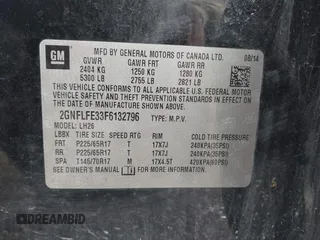 GM
MFD BY GENERAL MOTORS OF CANADA LTD. 08/14
GVWR GAWR FRT GAWR RR
2404 KG 1250 KG 1280 KG
5300 LB 2755 LB 2821 LB
THIS VEHICLE CONFORMS TO ALL APPLICABLE U.S. FEDERAL MOTOR
VEHICLE SAFETY AND THEFT PREVENTION STANDARDS IN EFFECT ON THE
DATE OF MANUFACTURE SHOWN ABOVE.
2GNFLFE33F6132796 TYPE: M.P.V.
MODEL: LH26
LBBX TIRE SIZE SPEED RTG RIM COLD TIRE PRESSURE
FRT P225/65R17 T 17X7J 240KPA(35PSI)
RR P225/65R17 T 17X7J 240KPA(35PSI)
SPA T145/70R17 M 17X4.5T 420KPA(60PSI)
SEE OWNER'S MANUAL FOR
DREAMBID